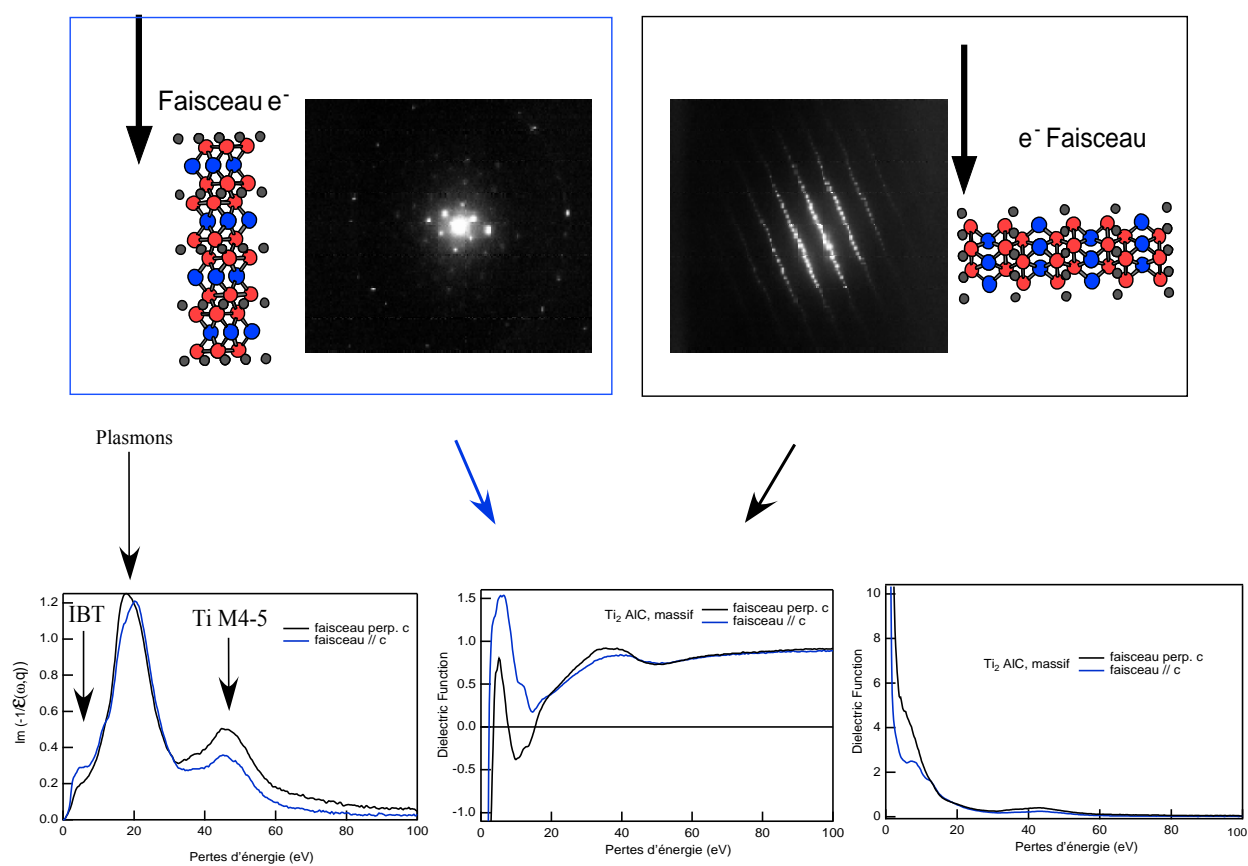 Faisceau e-
e- Faisceau
Plasmons
IBT
Ti M4-5
faisceau perp. c
faisceau // c
1.2
1.0
0.8
0.6
0.4
0.2
0.0
Im (-1/ε(ω,q))
0
20
40
60
80
100
Pertes d'énergie (eV)
Ti2 AlC, massif
faisceau perp. c
faisceau // c
1.5
1.0
0.5
0.0
-0.5
-1.0
Dielectric Function
0
20
40
60
80
100
Pertes d'énergie (eV)
Ti2 AlC, massif
faisceau perp. c
faisceau // c
10
8
6
4
2
0
Dielectric Function
0
20
40
60
80
100
Pertes d'énergie (eV)